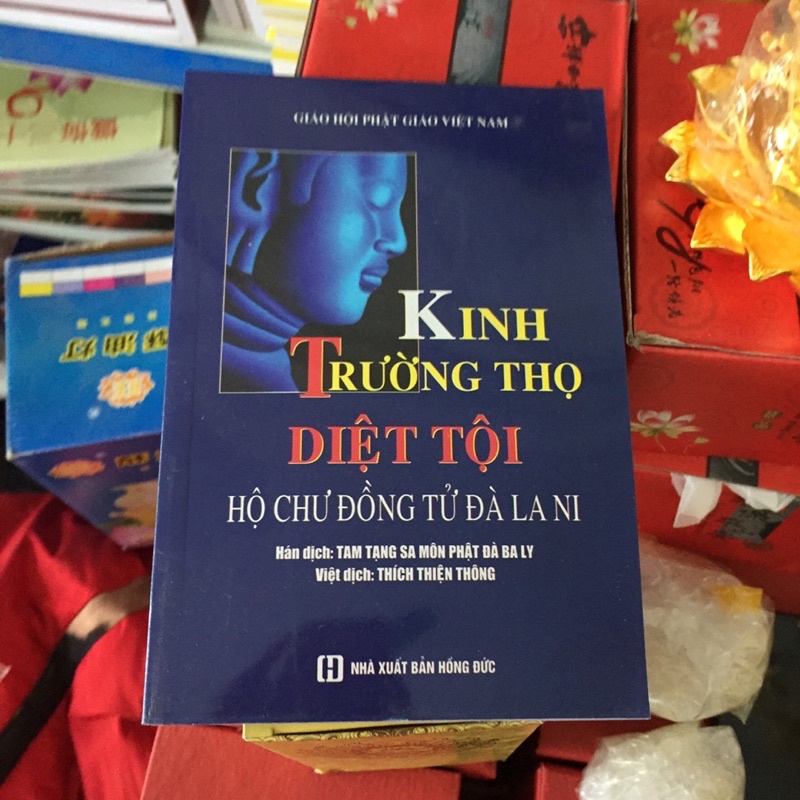 GIÁO HỘI PHẬT GIÁO VIỆT NAM
KINH
TRƯỜNG THỌ
DIỆT TỘI
HỘ CHƯ ĐỒNG TỬ ĐÀ LA NI
Hán dịch: TAM TẠNG SA MÔN PHẬT ĐÀ BA LY
Việt dịch: THÍCH THIỆN THÔNG
NHÀ XUẤT BẢN HỒNG ĐỨC
油灯